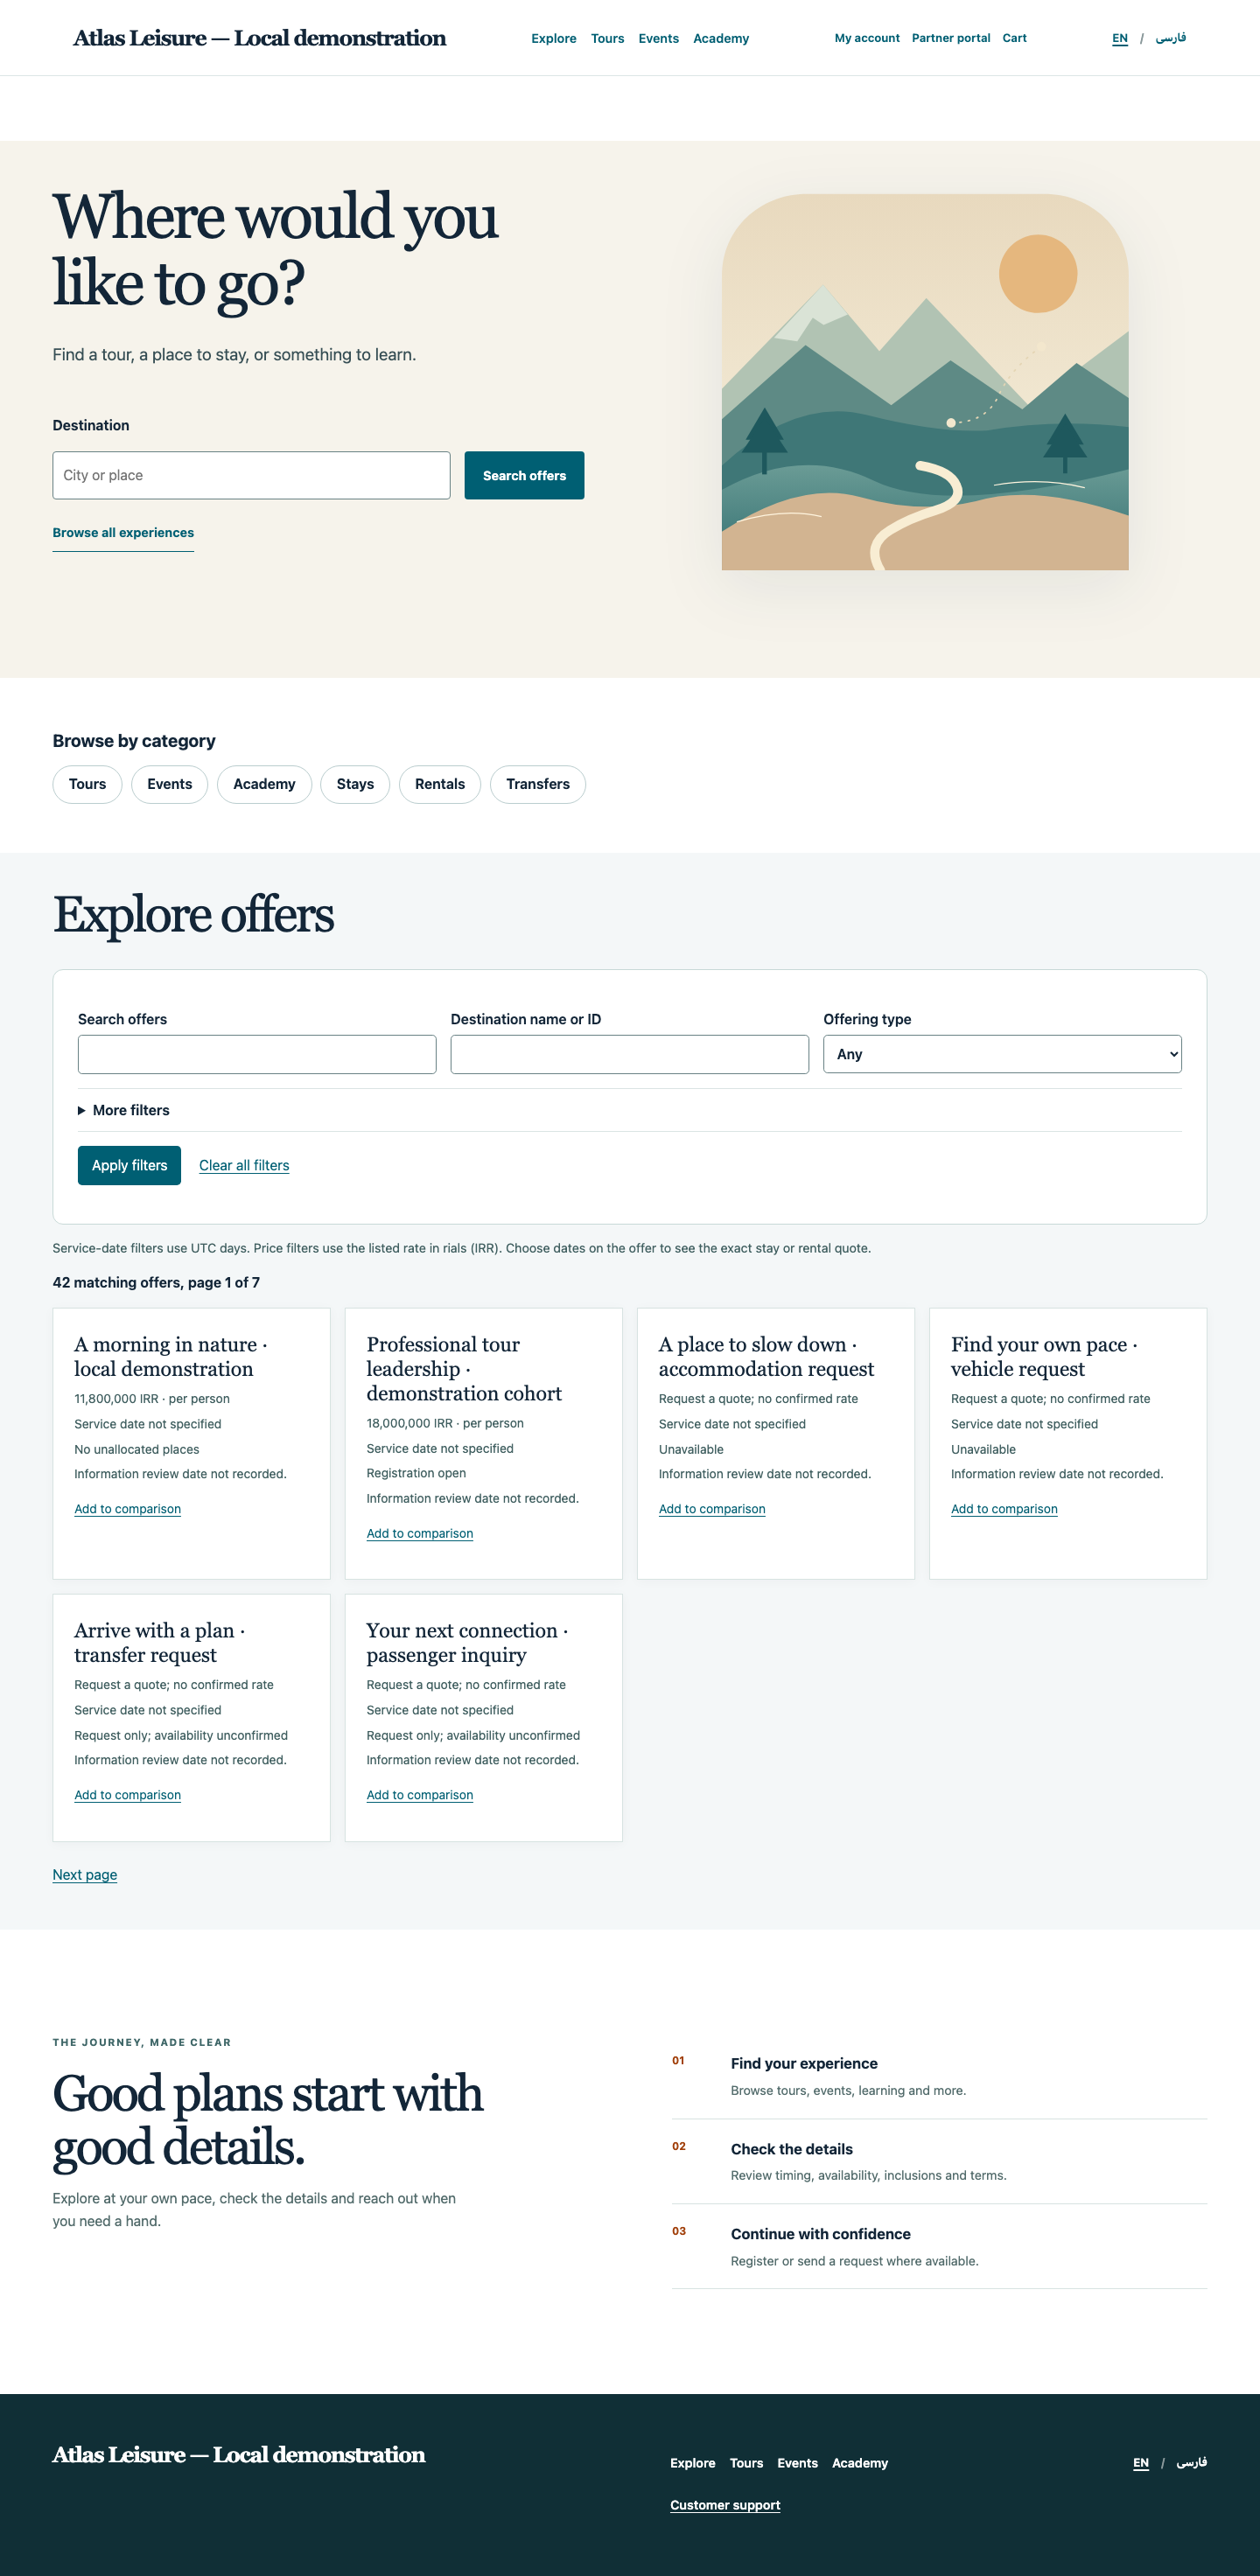 Atlas Leisure — Local demonstration
Explore Tours Events Academy
My account Partner portal Cart
EN / فارسی
Where would you
like to go?
Find a tour, a place to stay, or something to learn.
Destination
City or place
Search offers
Browse all experiences
Browse by category
Tours Events Academy Stays Rentals Transfers
Explore offers
Search offers
Destination name or ID
Offering type
Any
More filters
Apply filters Clear all filters
Service-date filters use UTC days. Price filters use the listed rate in rials (IRR). Choose dates on the offer to see the exact stay or rental quote.
42 matching offers, page 1 of 7
A morning in nature ·
local demonstration
11,800,000 IRR · per person
Service date not specified
No unallocated places
Information review date not recorded.
Add to comparison
Professional tour
leadership ·
demonstration cohort
18,000,000 IRR · per person
Service date not specified
Registration open
Information review date not recorded.
Add to comparison
A place to slow down ·
accommodation request
Request a quote; no confirmed rate
Service date not specified
Unavailable
Information review date not recorded.
Add to comparison
Find your own pace ·
vehicle request
Request a quote; no confirmed rate
Service date not specified
Unavailable
Information review date not recorded.
Add to comparison
Arrive with a plan ·
transfer request
Request a quote; no confirmed rate
Service date not specified
Request only; availability unconfirmed
Information review date not recorded.
Add to comparison
Your next connection ·
passenger inquiry
Request a quote; no confirmed rate
Service date not specified
Request only; availability unconfirmed
Information review date not recorded.
Add to comparison
Next page
THE JOURNEY, MADE CLEAR
Good plans start with
good details.
Explore at your own pace, check the details and reach out when
you need a hand.
01
Find your experience
Browse tours, events, learning and more.
02
Check the details
Review timing, availability, inclusions and terms.
03
Continue with confidence
Register or send a request where available.
Atlas Leisure — Local demonstration
Explore Tours Events Academy
Customer support
EN / فارسی